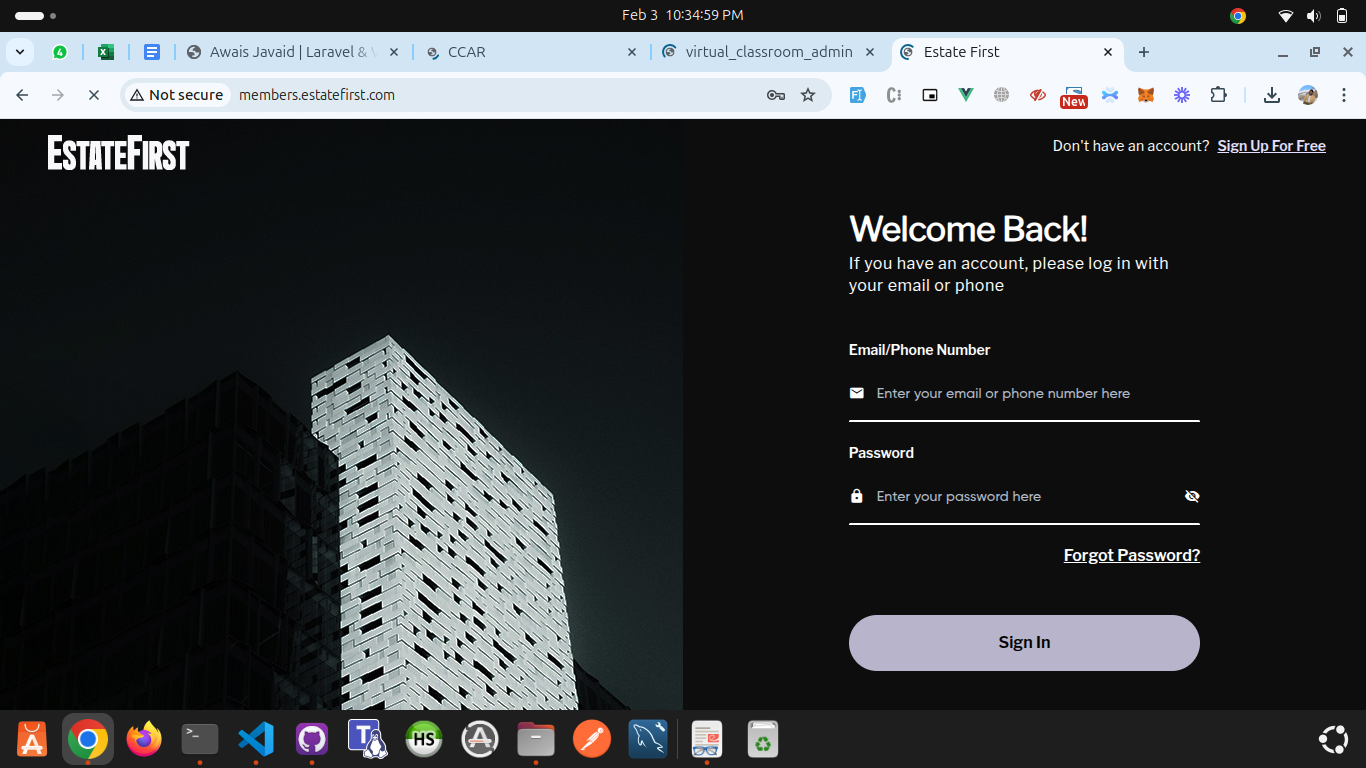 Feb 3 10:34:59 PM
4
Awais Javaid | Laravel &
CCAR
virtual_classroom_admin
Estate First
Not secure
members.estatefirst.com
New
ESTATEFIRST
Don't have an account? Sign Up For Free
Welcome Back!
If you have an account, please log in with
your email or phone
Email/Phone Number
Enter your email or phone number here
Password
Enter your password here
Forgot Password?
Sign In
>_
T
HS
A